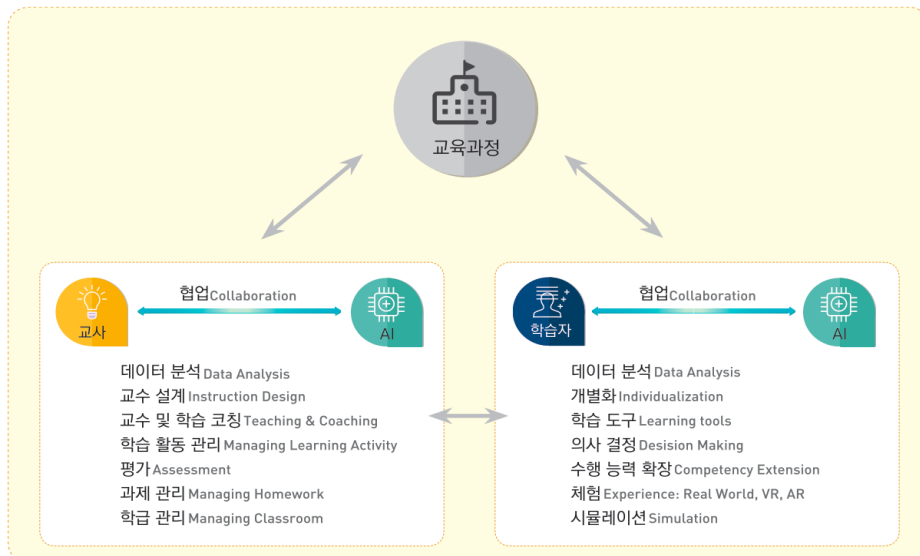 교육과정
협업Collaboration
교사
AI
데이터 분석 Data Analysis
교수 설계 Instruction Design
교수 및 학습 코칭 Teaching & Coaching
학습 활동 관리 Managing Learning Activity
평가 Assessment
과제 관리 Managing Homework
학급 관리 Managing Classroom
협업Collaboration
학습자
AI
데이터 분석 Data Analysis
개별화 Individualization
학습 도구 Learning tools
의사 결정 Desision Making
수행 능력 확장 Competency Extension
체험 Experience: Real World, VR, AR
시뮬레이션 Simulation